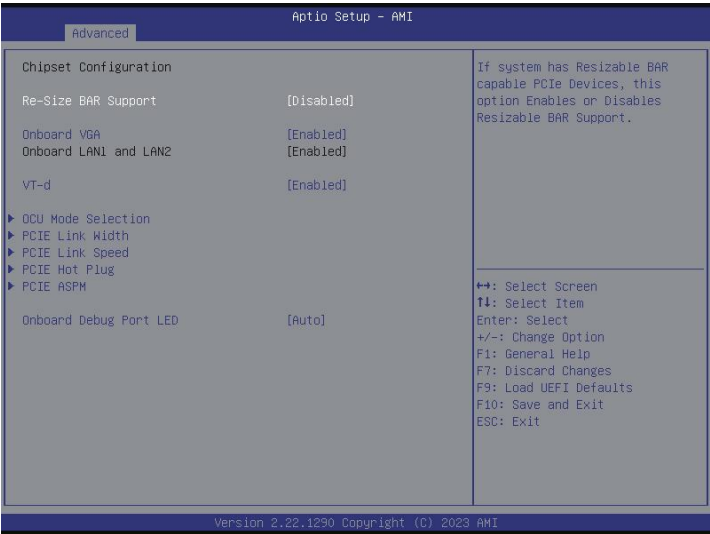 Aptio Setup – AMI
Advanced
Chipset Configuration
Re-Size BAR Support [Disabled]
Onboard VGA [Enabled]
Onboard LAN1 and LAN2 [Enabled]
VT-d [Enabled]
OCU Mode Selection
PCIE Link Width
PCIE Link Speed
PCIE Hot Plug
PCIE ASPM
Onboard Debug Port LED [Auto]
If system has Resizable BAR
capable PCIe Devices, this
option Enables or Disables
Resizable BAR Support.
↔: Select Screen
↑↓: Select Item
Enter: Select
+/-: Change Option
F1: General Help
F7: Discard Changes
F9: Load UEFI Defaults
F10: Save and Exit
ESC: Exit
Version 2.22.1290 Copyright (C) 2023 AMI